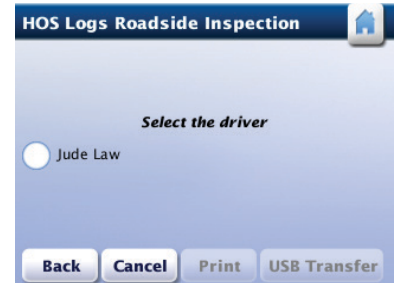 HOS Logs Roadside Inspection
Select the driver
Jude Law
Back Cancel Print USB Transfer